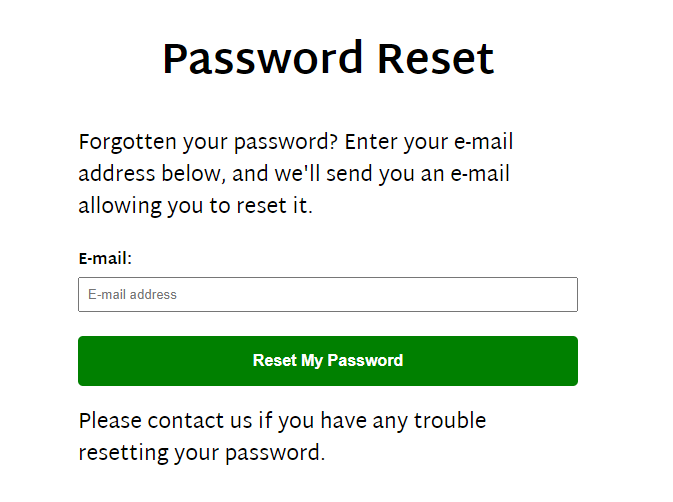 Password Reset
Forgotten your password? Enter your e-mail
address below, and we'll send you an e-mail
allowing you to reset it.
E-mail:
E-mail address
Reset My Password
Please contact us if you have any trouble
resetting your password.